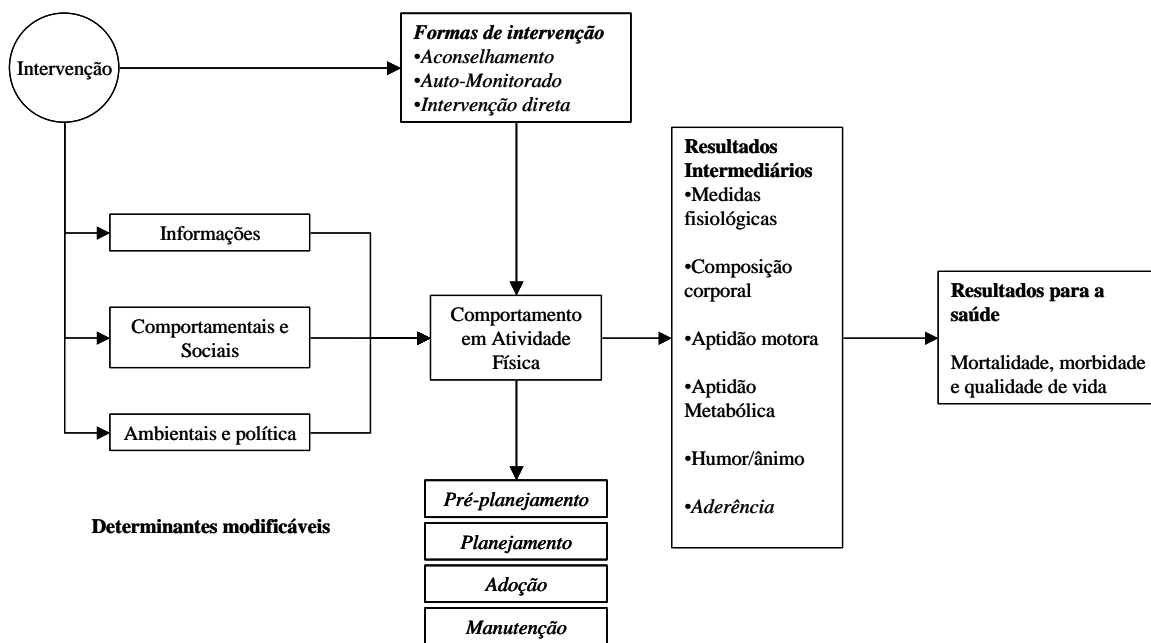 Formas de intervenção
•Aconselhamento
•Auto-Monitorado
•Intervenção direta
Intervenção
Informações
Comportamentais e
Sociais
Ambientais e política
Determinantes modificáveis
Comportamento
em Atividade
Física
Pré-planejamento
Planejamento
Adoção
Manutenção
Resultados
Intermediários
•Medidas
fisiológicas
•Composição
corporal
•Aptidão motora
•Aptidão
Metabólica
•Humor/ânimo
•Aderência
Resultados para a
saúde
Mortalidade, morbidade
e qualidade de vida